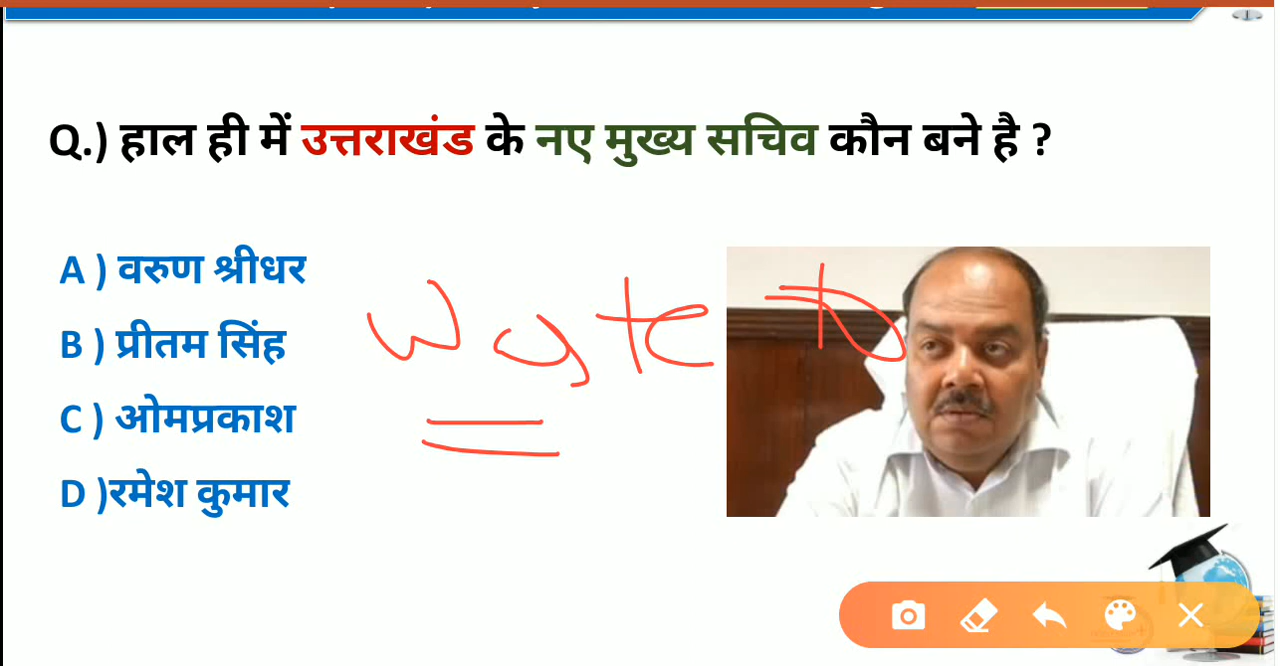 Q.) हाल ही में उत्तराखंड के नए मुख्य सचिव कौन बने है ?
A ) वरुण श्रीधर
B ) प्रीतम सिंह
C ) ओमप्रकाश
D )रमेश कुमार